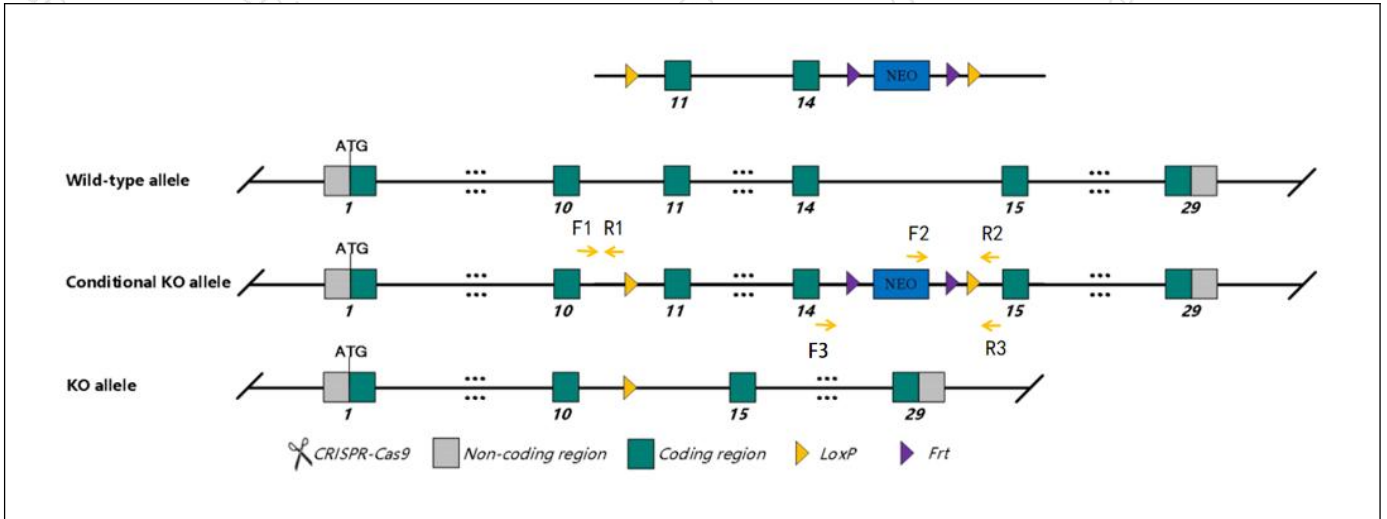 NEO
11 14
ATG
Wild-type allele
... ... ...
... ... ...
1 10 11 14 15 29
F1 R1 F2 R2
ATG
Conditional KO allele
... ... ...
... ... ...
NEO
1 10 11 14 15 29
F3 R3
ATG
KO allele
... ...
... ...
1 10 15 29
CRISPR-Cas9 Non-coding region Coding region LoxP Frt